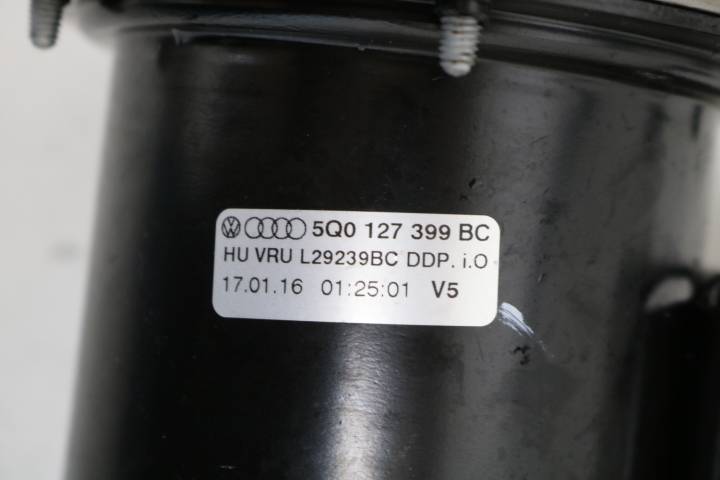 5Q0 127 399 BC
HU VRU L29239BC DDP. i.O
17.01.16 01:25:01 V5